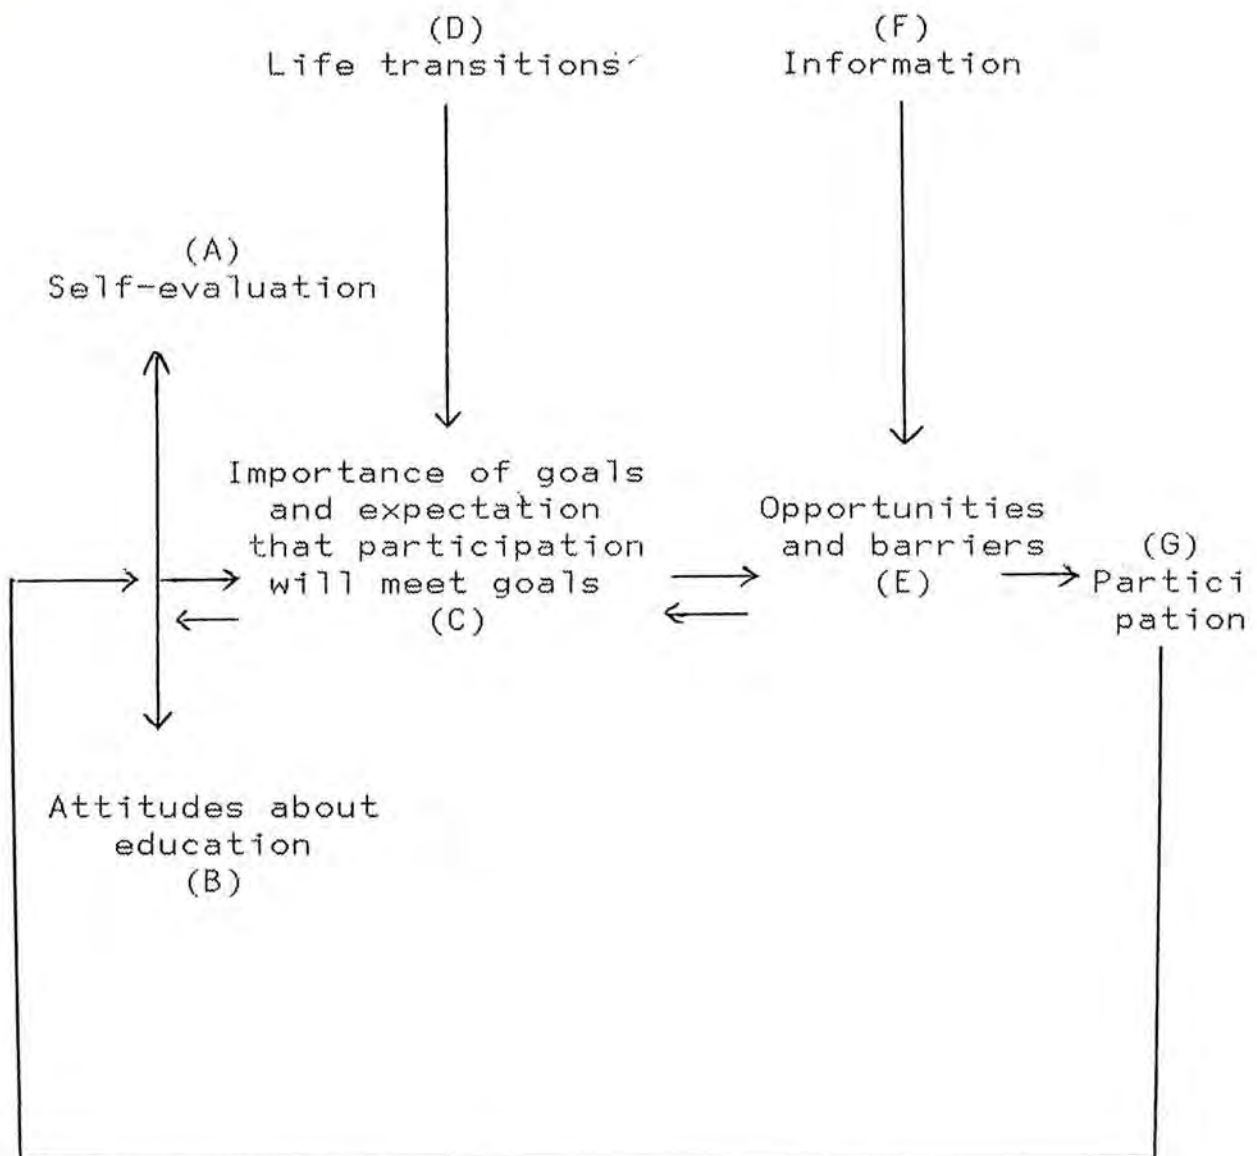 (D)
Life transitions
(F)
Information
(A)
Self-evaluation
Importance of goals
and expectation
that participation
will meet goals
(C)
Opportunities
and barriers
(E)
(G)
Partici
pation
Attitudes about
education
(B)